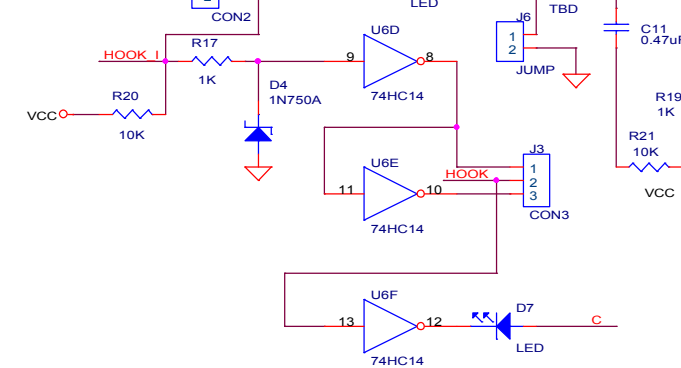 CON2
LED
TBD
J6
1
2
JUMP
C11
0.47uF
HOOK_I
R17
1K
U6D
9
8
74HC14
D4
1N750A
R20
VCC
10K
R19
1K
R21
10K
VCC
U6E
11
10
74HC14
HOOK
J3
1
2
3
CON3
U6F
13
12
74HC14
D7
LED
C